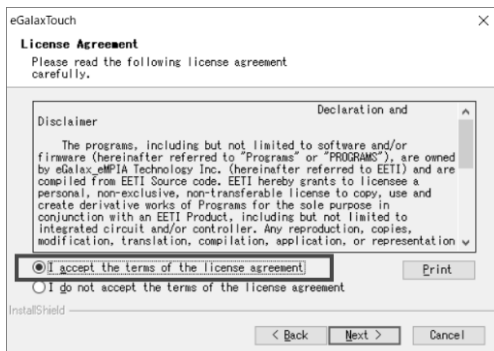 eGalaxTouch
License Agreement
Please read the following license agreement
carefully.
Declaration and
Disclaimer
The programs, including but not limited to software and/or
firmware (hereinafter referred to "Programs" or "PROGRAMS"), are owned
by eGalax_eMPIA Technology Inc. (hereinafter referred to EETI) and are
compiled from EETI Source code. EETI hereby grants to licensee a
personal, non-exclusive, non-transferable license to copy, use and
create derivative works of Programs for the sole purpose in
conjunction with an EETI Product, including but not limited to
integrated circuit and/or controller. Any reproduction, copies,
modification, translation, compilation, application, or representation
I accept the terms of the license agreement
Print
I do not accept the terms of the license agreement
InstallShield
< Back Next > Cancel